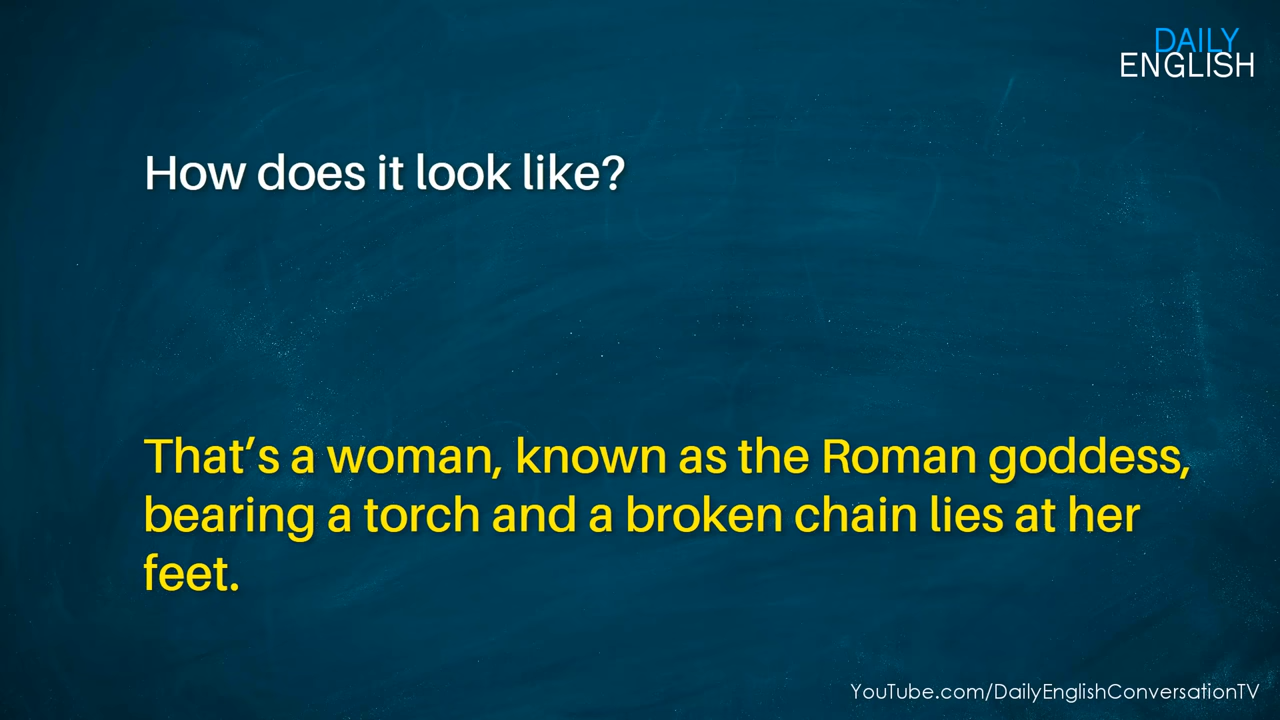 DAILY
ENGLISH
How does it look like?
That's a woman, known as the Roman goddess,
bearing a torch and a broken chain lies at her
feet.
YouTube.com/DailyEnglishConversationTV